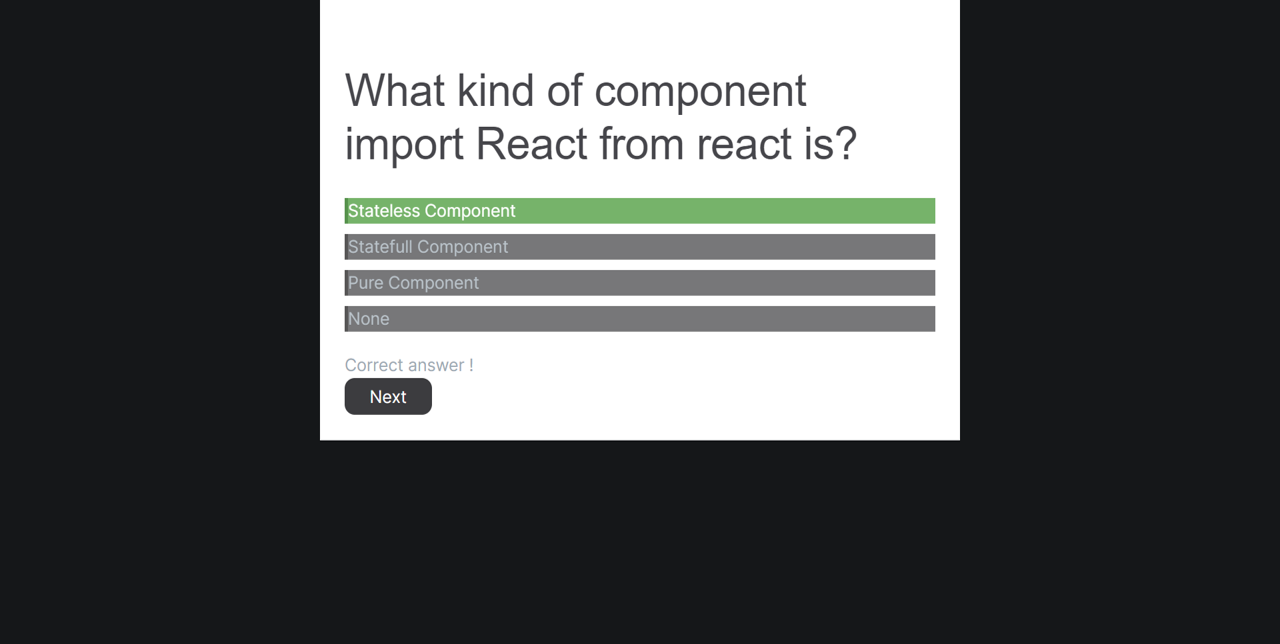 What kind of component
import React from react is?
Stateless Component
Statefull Component
Pure Component
None
Correct answer !
Next